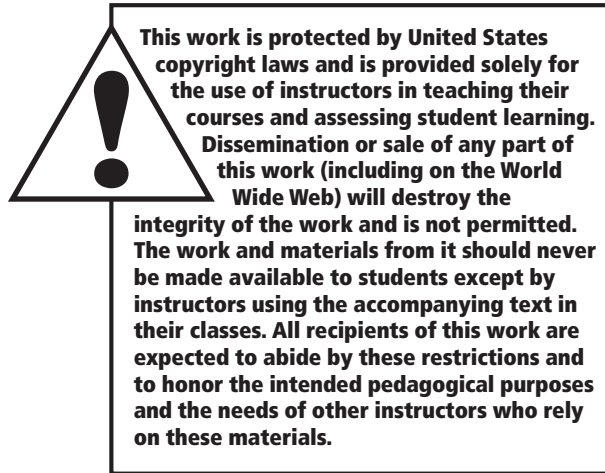 This work is protected by United States
copyright laws and is provided solely for
the use of instructors in teaching their
courses and assessing student learning.
Dissemination or sale of any part of
this work (including on the World
Wide Web) will destroy the
integrity of the work and is not permitted.
The work and materials from it should never
be made available to students except by
instructors using the accompanying text in
their classes. All recipients of this work are
expected to abide by these restrictions and
to honor the intended pedagogical purposes
and the needs of other instructors who rely
on these materials.
!